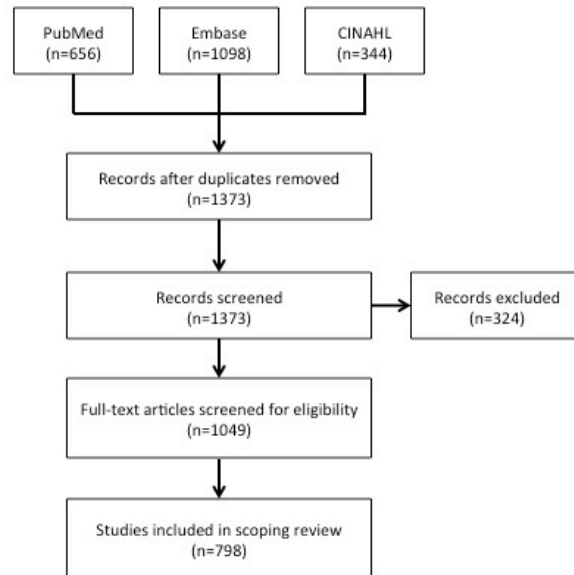 PubMed
(n=656)
Embase
(n=1098)
CINAHL
(n=344)
Records after duplicates removed
(n=1373)
Records screened
(n=1373)
Records excluded
(n=324)
Full-text articles screened for eligibility
(n=1049)
Studies included in scoping review
(n=798)